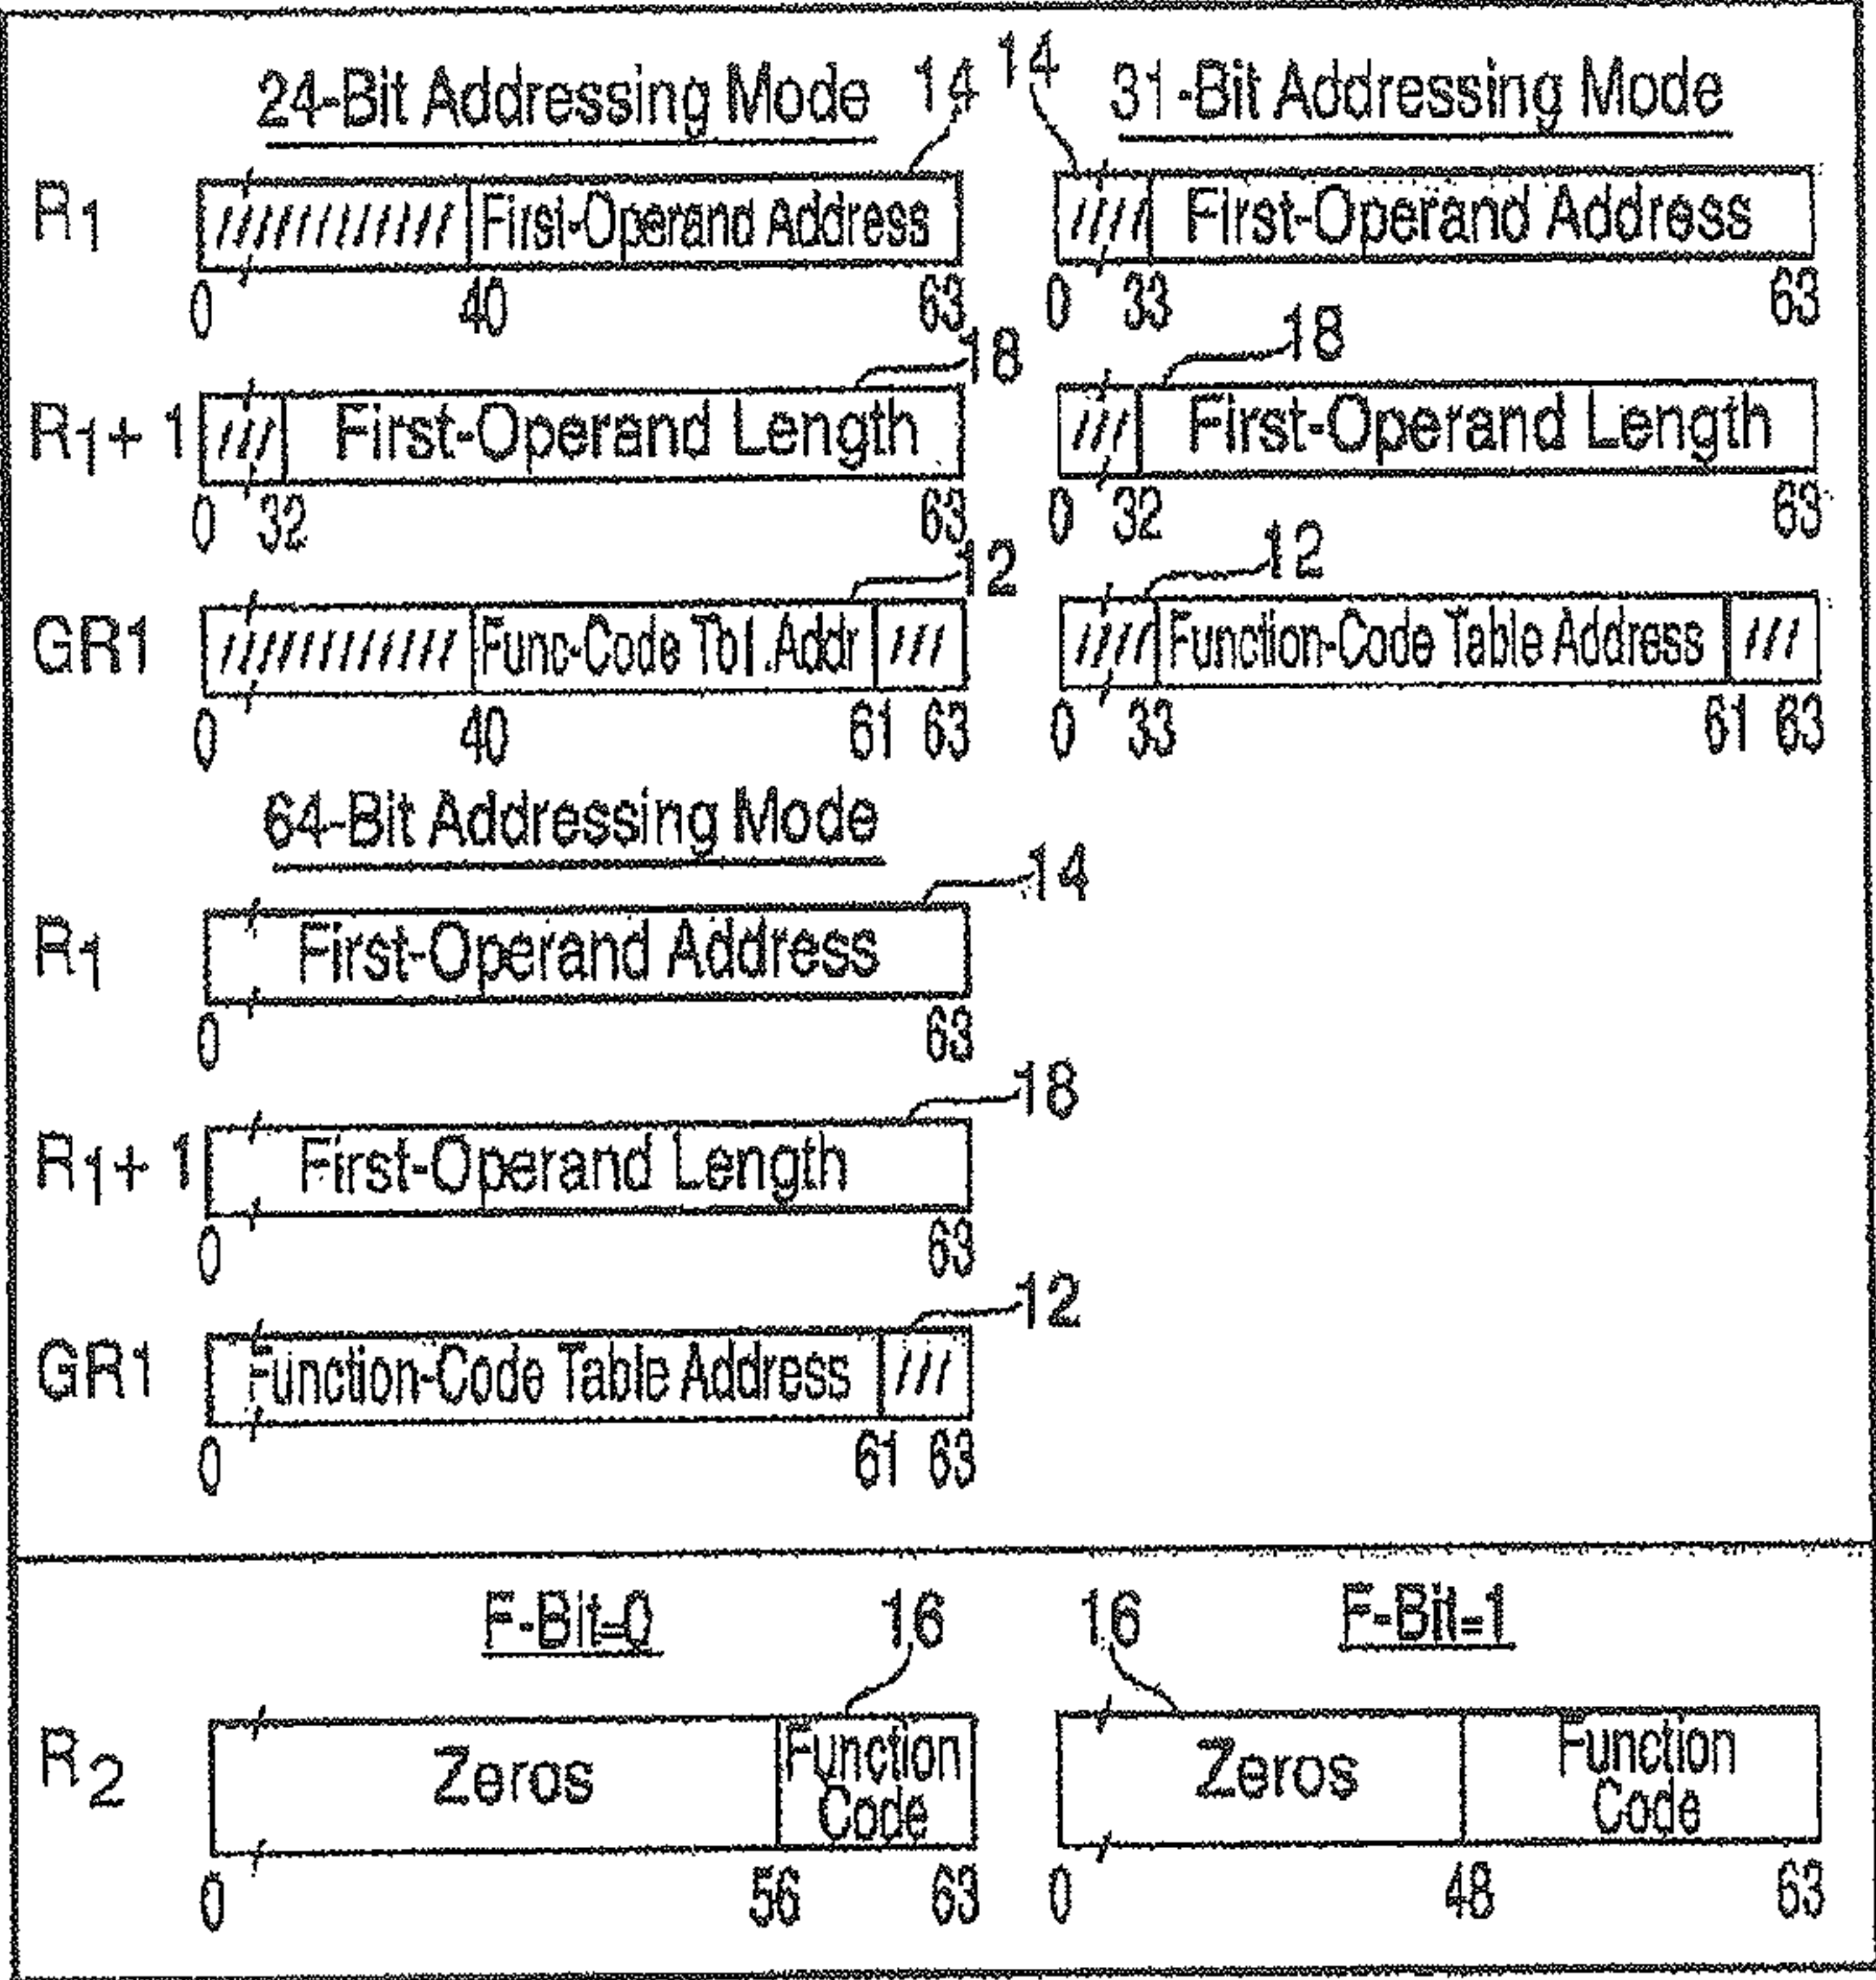 24-Bit Addressing Mode 14 14 31-Bit Addressing Mode
R1 First-Operand Address First-Operand Address
0 40 63 0 33 63
18 18
R1+1 First-Operand Length First-Operand Length
0 32 63 0 32 63
12 12
GR1 Func-Code Tbl.Addr Function-Code Table Address
0 40 61 63 0 33 61 63
64-Bit Addressing Mode
14
R1 First-Operand Address
0 63
18
R1+1 First-Operand Length
0 63
12
GR1 Function-Code Table Address
0 61 63
F-Bit=0 16 16 F-Bit=1
R2 Zeros Function Code Zeros Function Code
0 56 63 0 48 63